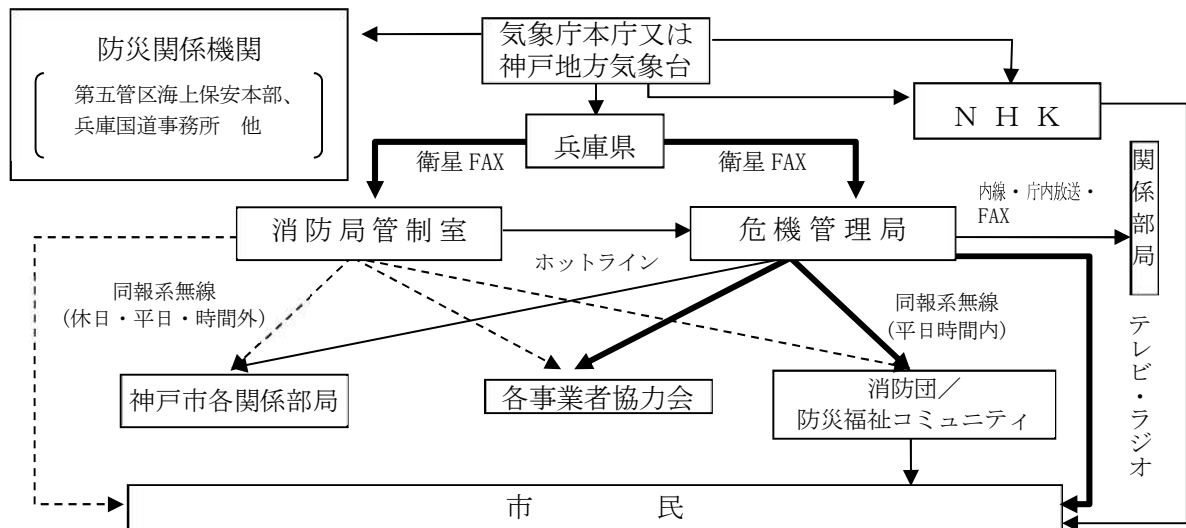 防災関係機関
第五管区海上保安本部、
兵庫国道事務所　他
気象庁本庁又は
神戸地方気象台
ＮＨＫ
兵庫県
衛星 FAX
衛星 FAX
関係部局
内線・庁内放送・
FAX
消防局管制室
危機管理局
ホットライン
同報系無線
(休日・平日・時間外)
同報系無線
(平日時間内)
テレビ・ラジオ
神戸市各関係部局
各事業者協力会
消防団／
防災福祉コミュニティ
市　　　　民